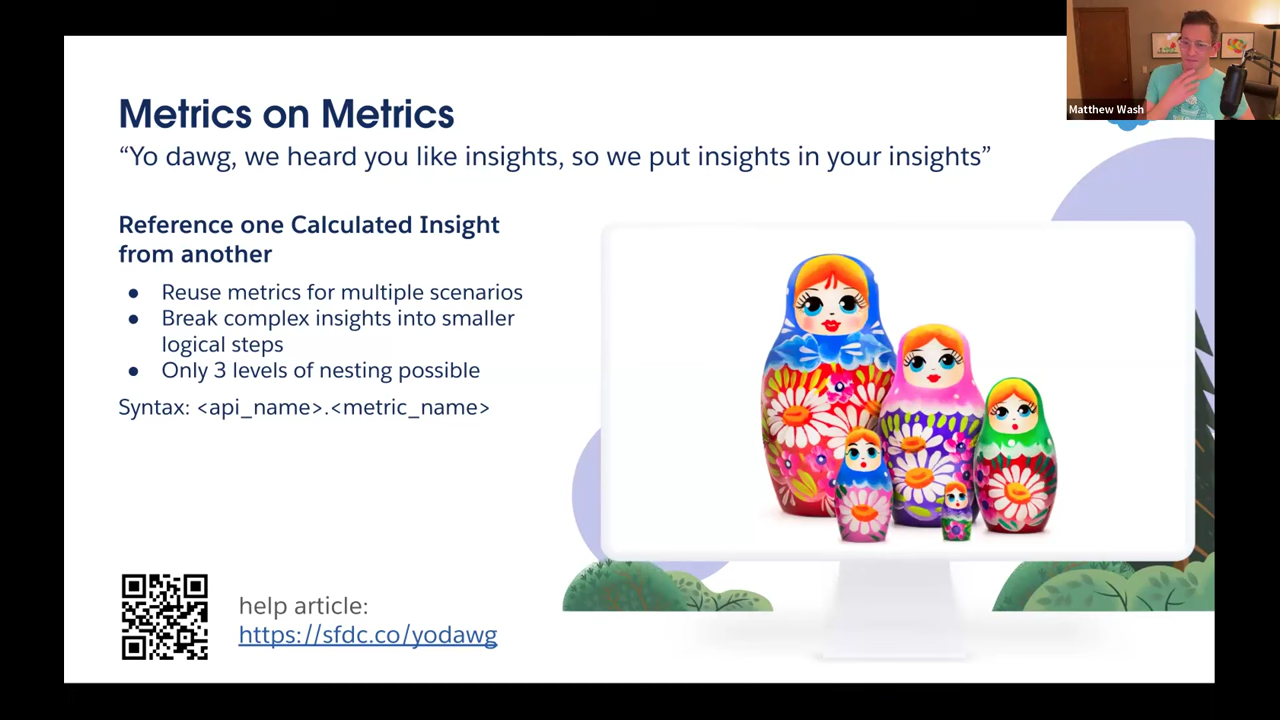 Metrics on Metrics
“Yo dawg, we heard you like insights, so we put insights in your insights”
Reference one Calculated Insight
from another
● Reuse metrics for multiple scenarios
● Break complex insights into smaller
logical steps
● Only 3 levels of nesting possible
Syntax: <api_name>.<metric_name>
help article:
https://sfdc.co/yodawg
Matthew Wash